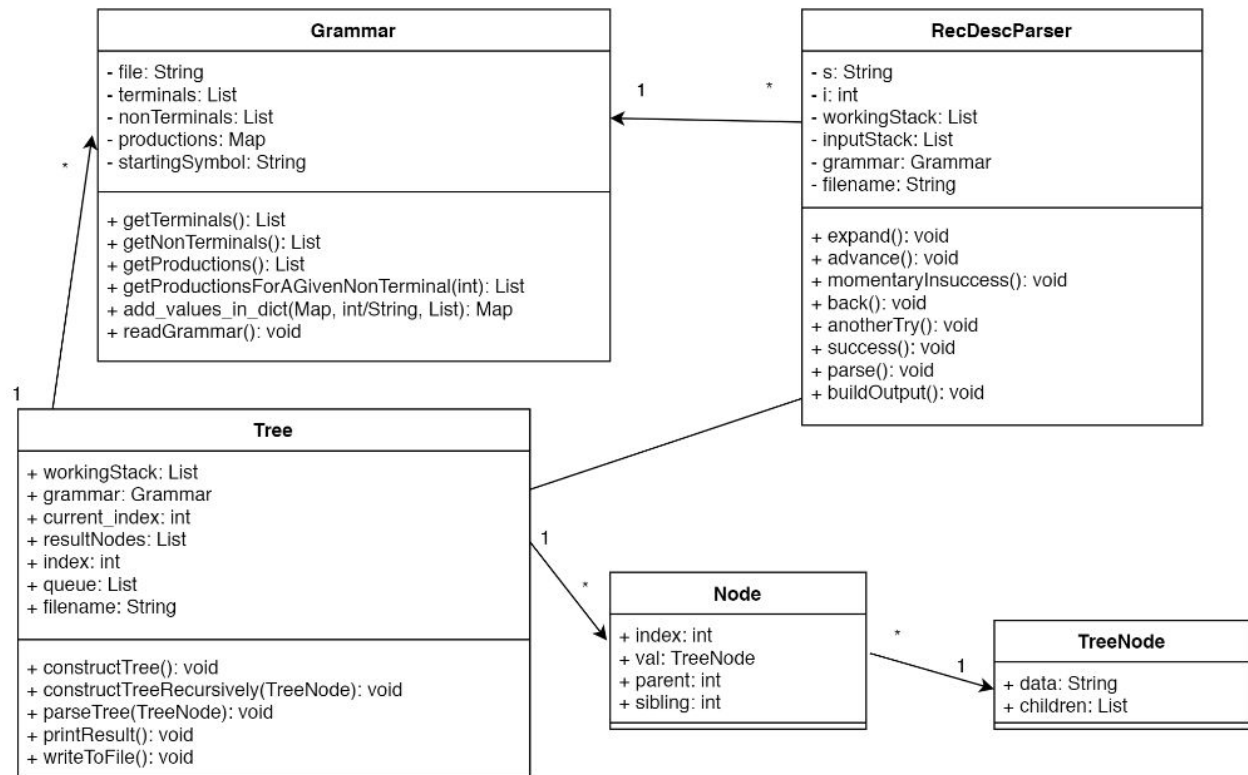 Grammar
- file: String
- terminals: List
- nonTerminals: List
- productions: Map
- startingSymbol: String
+ getTerminals(): List
+ getNonTerminals(): List
+ getProductions(): List
+ getProductionsForAGivenNonTerminal(int): List
+ add_values_in_dict(Map, int/String, List): Map
+ readGrammar(): void
1
*
RecDescParser
- s: String
- i: int
- workingStack: List
- inputStack: List
- grammar: Grammar
- filename: String
+ expand(): void
+ advance(): void
+ momentaryInsuccess(): void
+ back(): void
+ anotherTry(): void
+ success(): void
+ parse(): void
+ buildOutput(): void
*
1
Tree
+ workingStack: List
+ grammar: Grammar
+ current_index: int
+ resultNodes: List
+ index: int
+ queue: List
+ filename: String
+ constructTree(): void
+ constructTreeRecursively(TreeNode): void
+ parseTree(TreeNode): void
+ printResult(): void
+ writeToFile(): void
1
*
Node
+ index: int
+ val: TreeNode
+ parent: int
+ sibling: int
*
1
TreeNode
+ data: String
+ children: List